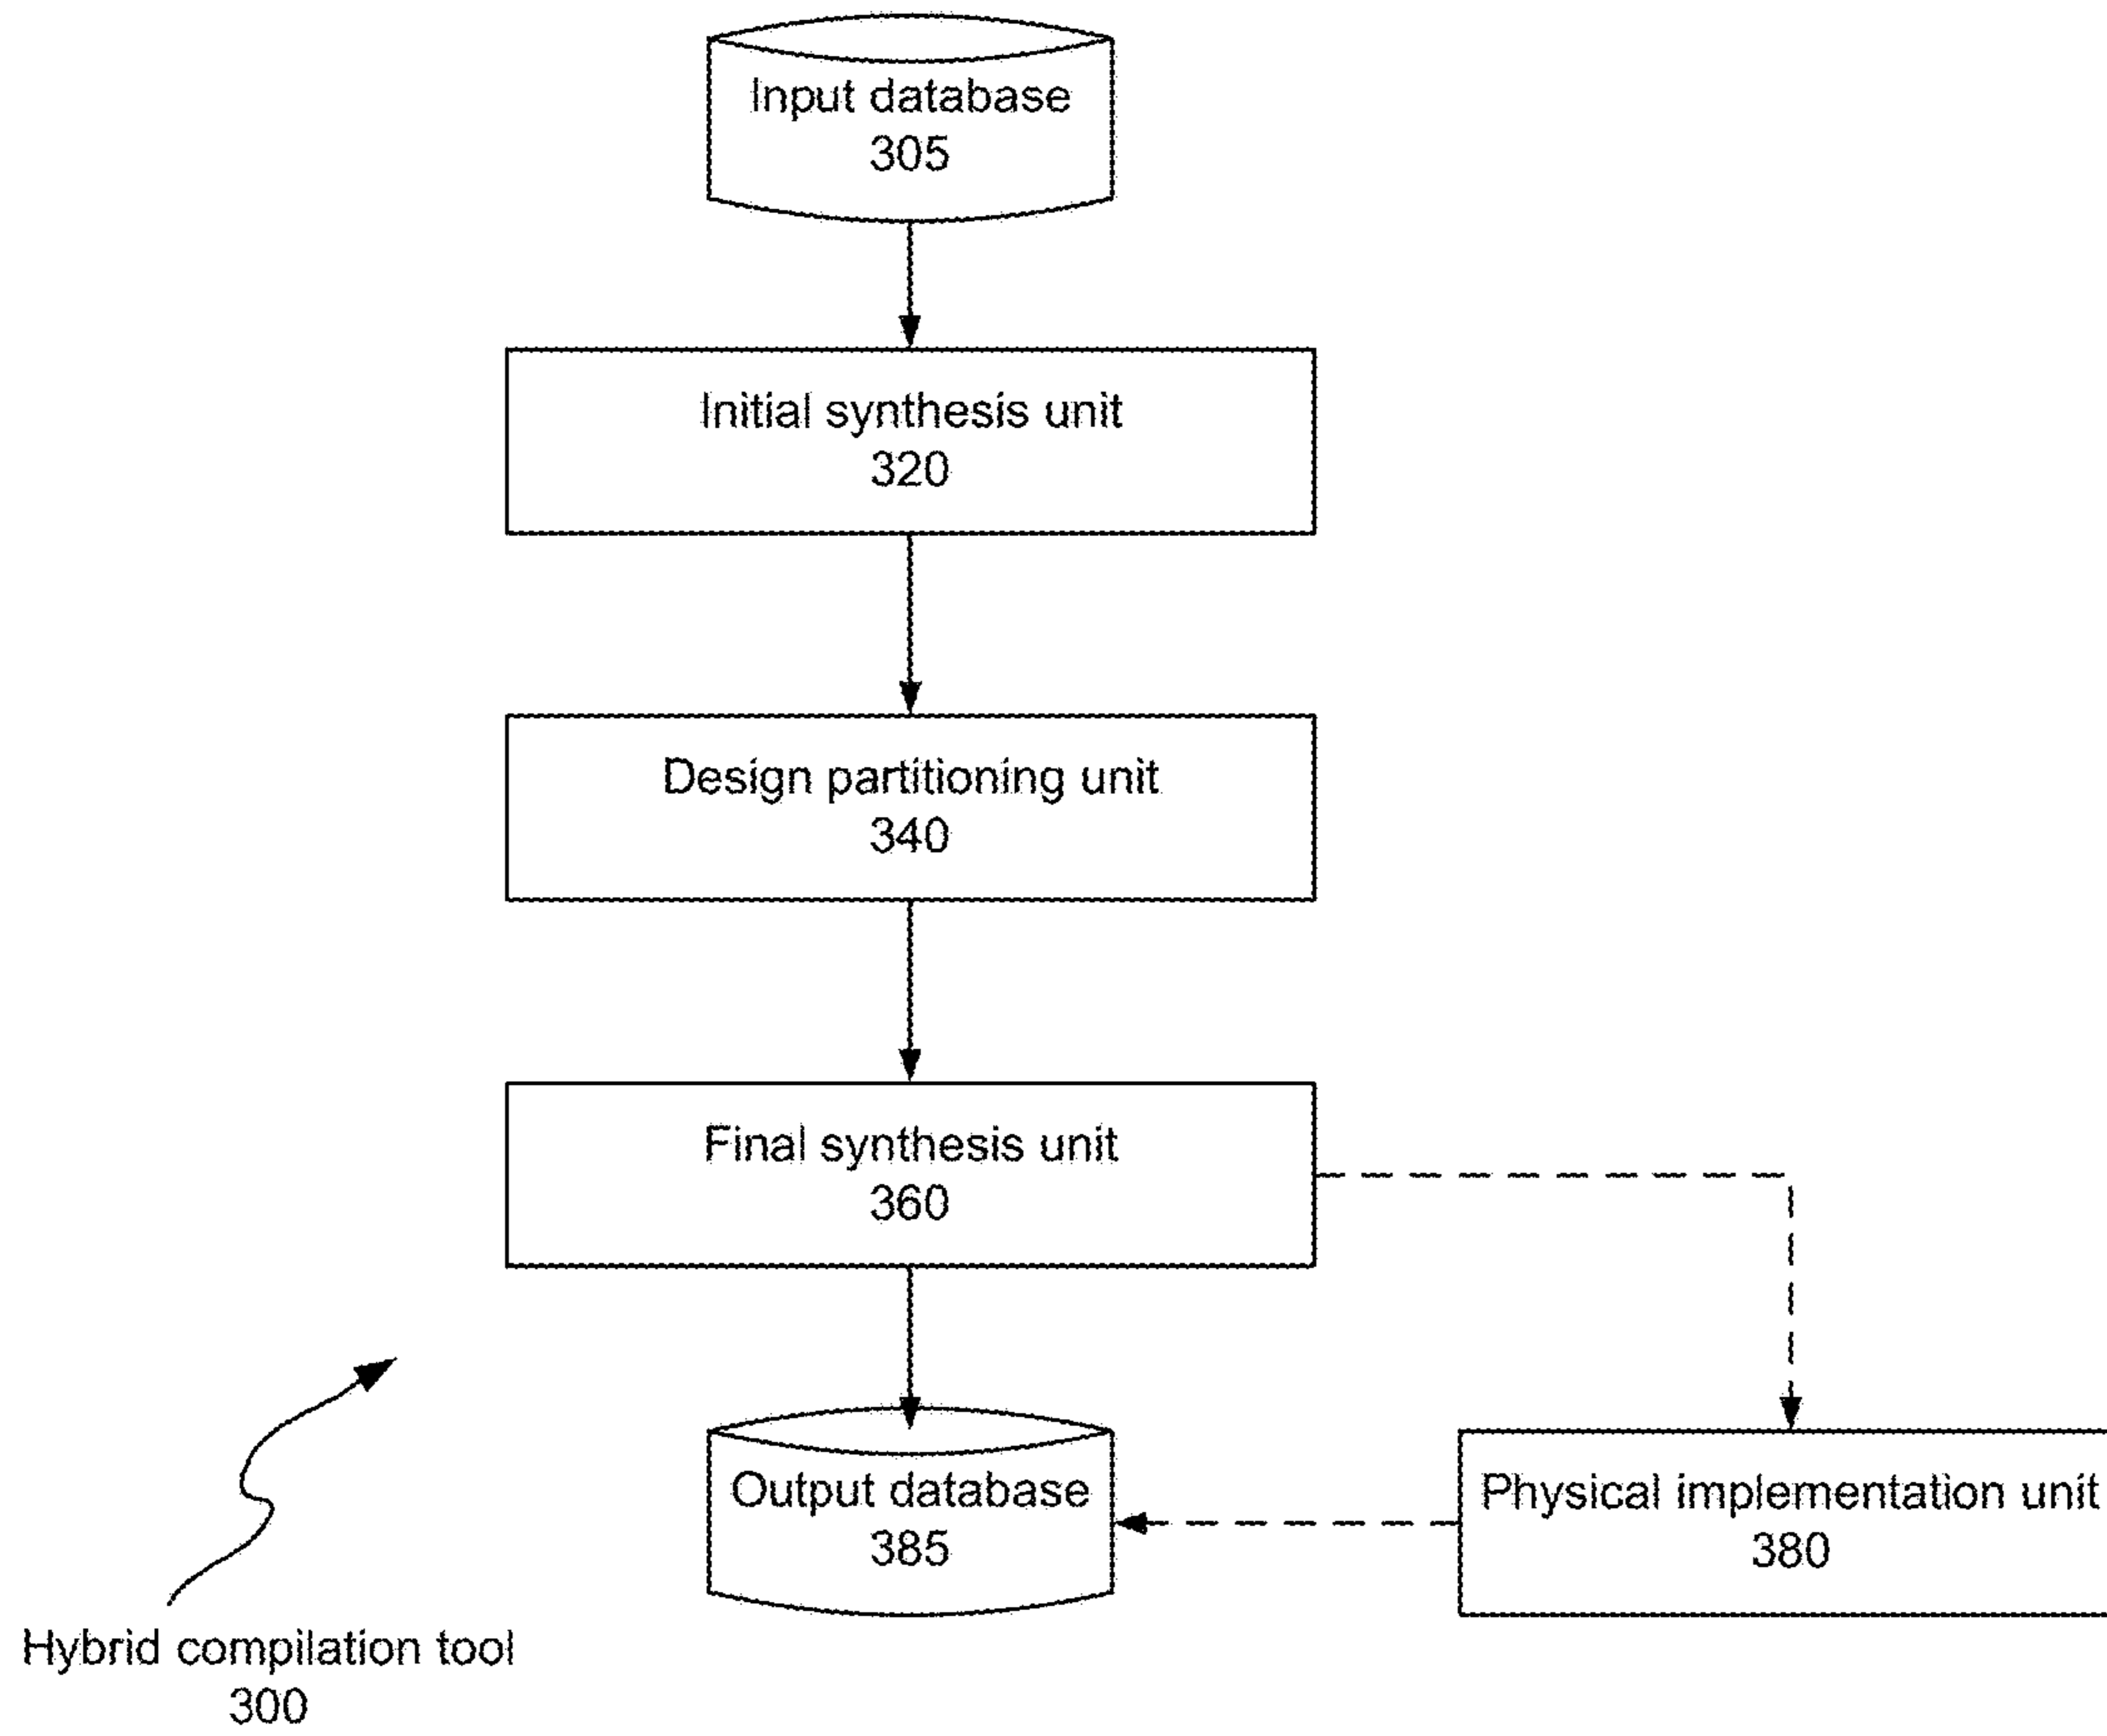 Input database
305
Initial synthesis unit
320
Design partitioning unit
340
Final synthesis unit
360
Output database
385
Physical implementation unit
380
Hybrid compilation tool
300